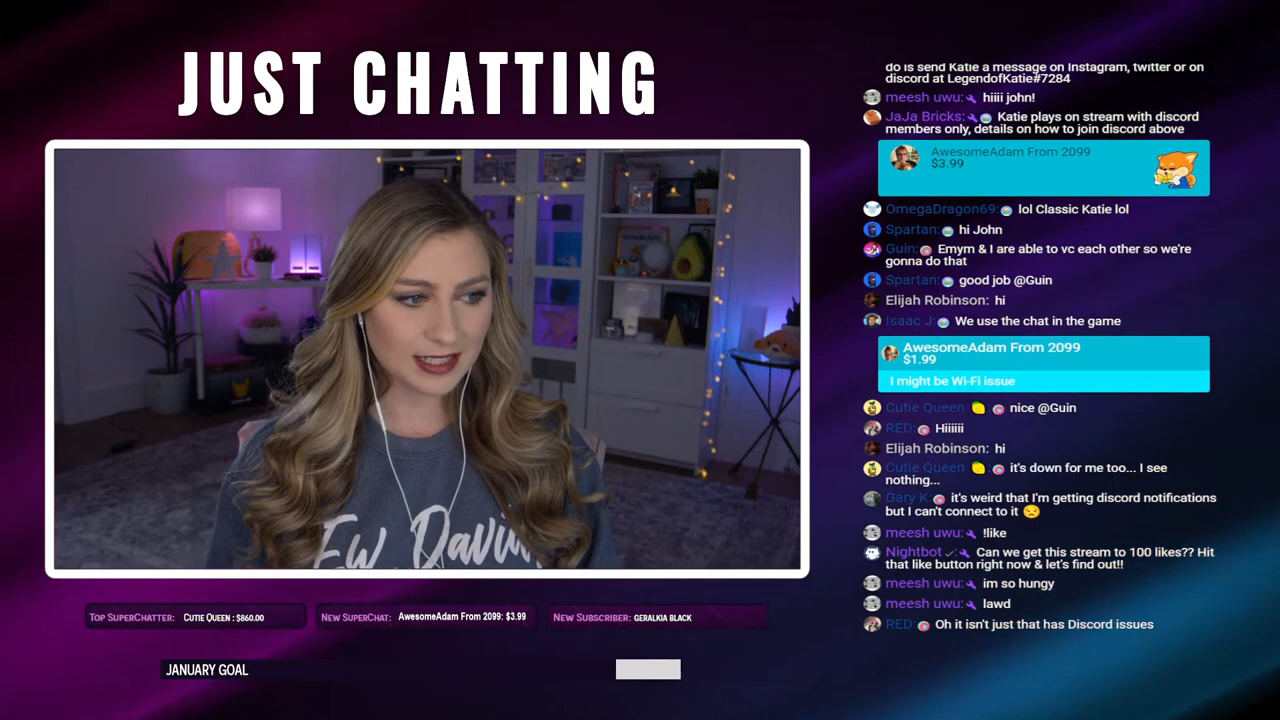 JUST CHATTING
do is send Katie a message on Instagram, twitter or on
discord at LegendofKatie#7284
meesh uwu: hiiii john!
JaJa Bricks: Katie plays on stream with discord
members only, details on how to join discord above
AwesomeAdam From 2099
$3.99
OmegaDragon69: lol Classic Katie lol
Spartan: hi John
Guin: Emym & I are able to vc each other so we're
gonna do that
Spartan: good job @Guin
Elijah Robinson: hi
Isaac J: We use the chat in the game
AwesomeAdam From 2099
$1.99
I might be Wi-Fi issue
Cutie Queen 🍋: nice @Guin
RED: Hiiiiii
Elijah Robinson: hi
Cutie Queen 🍋: it's down for me too... I see
nothing...
Gary K: it's weird that I'm getting discord notifications
but I can't connect to it 😒
meesh uwu: !like
Nightbot ✓: Can we get this stream to 100 likes?? Hit
that like button right now & let's find out!!
meesh uwu: im so hungy
meesh uwu: lawd
RED: Oh it isn't just that has Discord issues
Ew David
TOP SUPERCHATTER: CUTIE QUEEN : $860.00
NEW SUPERCHAT: AwesomeAdam From 2099: $3.99
NEW SUBSCRIBER: GERALKIA BLACK
JANUARY GOAL